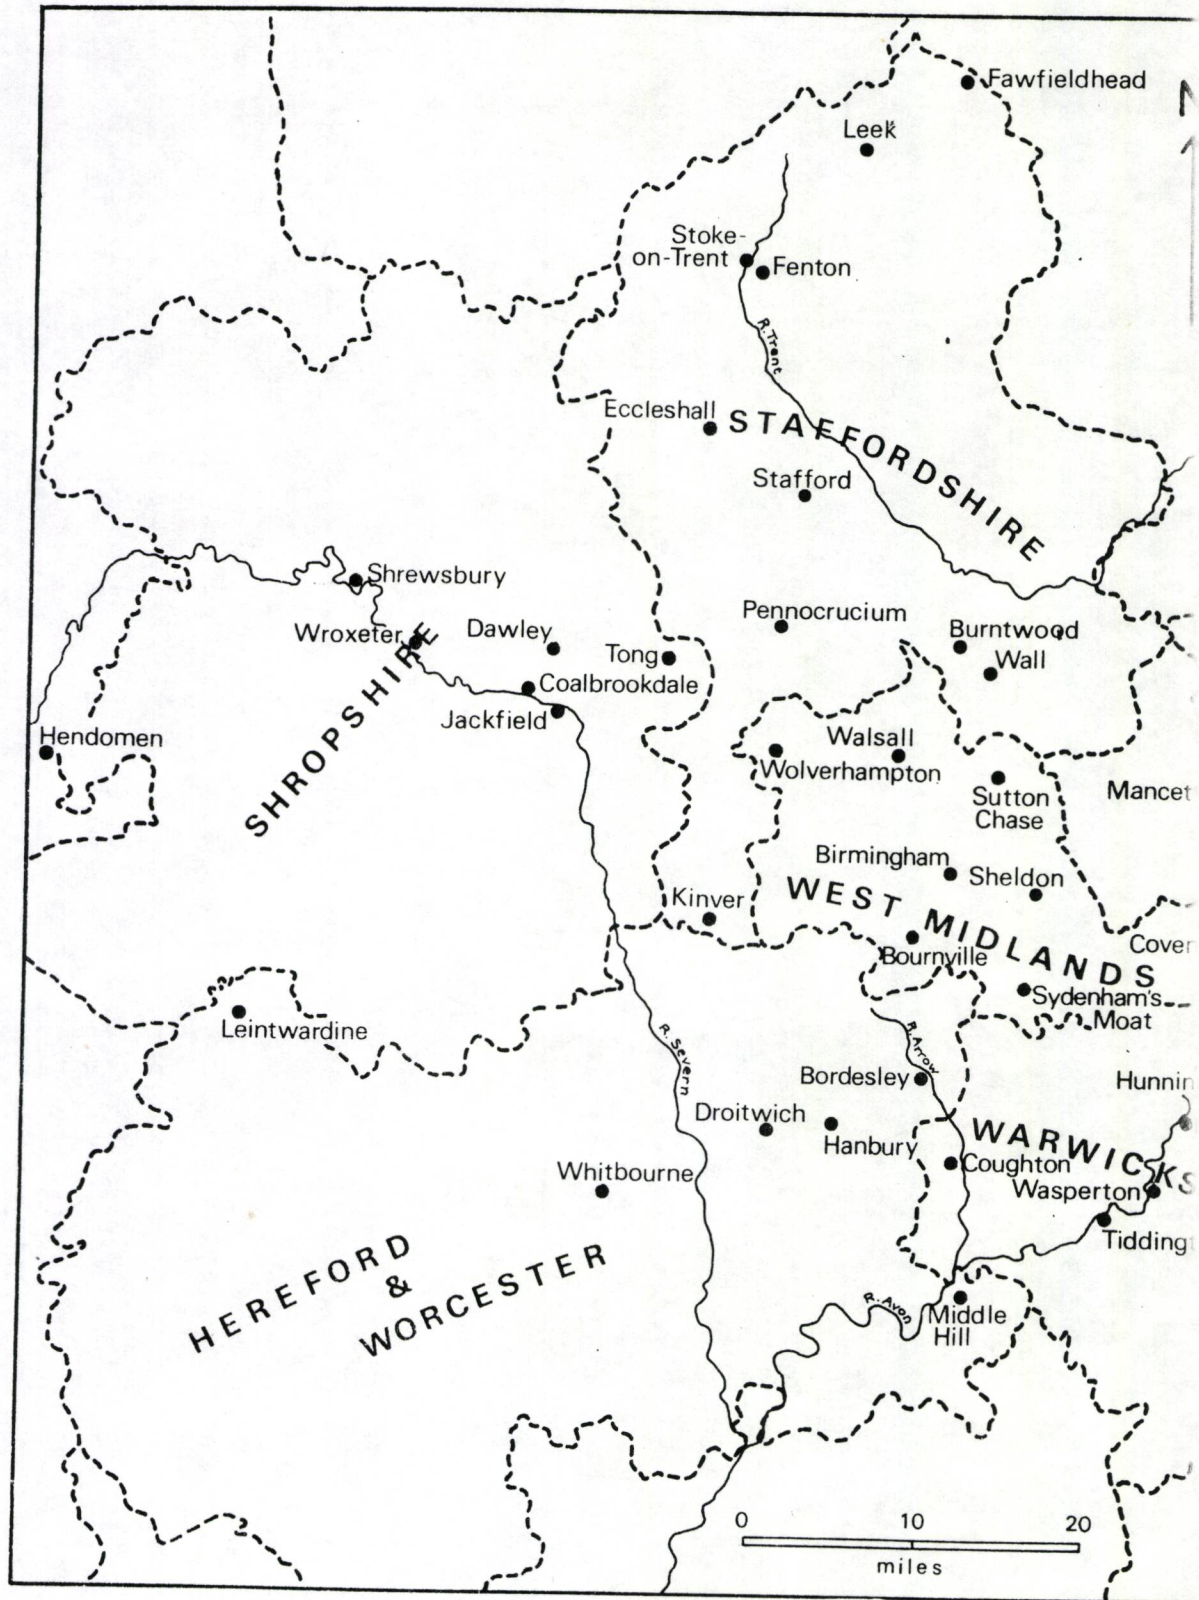 Fawfieldhead
Leek
Stoke-
on-Trent
Fenton
R. Trent
Eccleshall
STAFFORDSHIRE
Stafford
Shrewsbury
Pennocrucium
Wroxeter
Dawley
Burntwood
Tong
Wall
Coalbrookdale
Jackfield
SHROPSHIRE
Hendomen
Walsall
Wolverhampton
Sutton
Chase
Mancet
Birmingham
Sheldon
Kinver
WEST MIDLANDS
Cover
Bournville
Sydenham's
Moat
Leintwardine
R. Severn
R. Arrow
Bordesley
Hunnin
Droitwich
Hanbury
WARWICKS
Coughton
Whitbourne
Wasperton
Tiddingt
HEREFORD
&
WORCESTER
R. Avon
Middle
Hill
0 10 20
miles